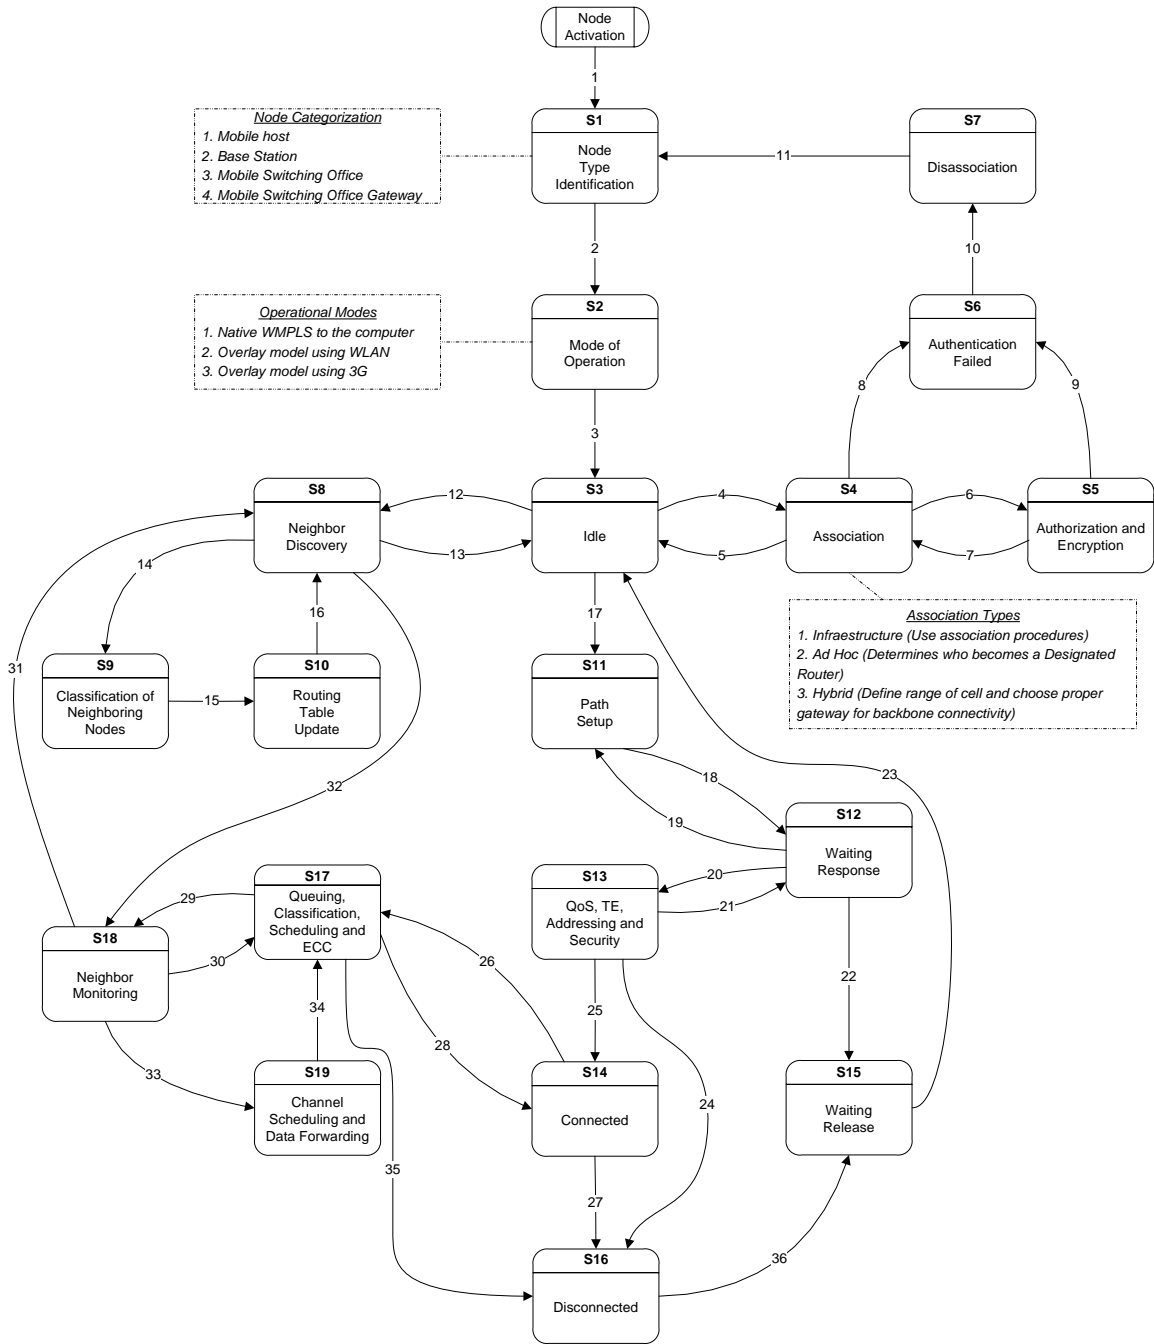 Node
Activation
1
Node Categorization
1. Mobile host
2. Base Station
3. Mobile Switching Office
4. Mobile Switching Office Gateway
S1
Node
Type
Identification
11
S7
Disassociation
2
10
Operational Modes
1. Native WMPLS to the computer
2. Overlay model using WLAN
3. Overlay model using 3G
S2
Mode of
Operation
S6
Authentication
Failed
8
9
3
S8
Neighbor
Discovery
12
13
S3
Idle
4
5
S4
Association
6
7
S5
Authorization and
Encryption
14
16
17
Association Types
1. Infraestructure (Use association procedures)
2. Ad Hoc (Determines who becomes a Designated
Router)
3. Hybrid (Define range of cell and choose proper
gateway for backbone connectivity)
31
S9
Classification of
Neighboring
Nodes
15
S10
Routing
Table
Update
S11
Path
Setup
32
18
19
23
S12
Waiting
Response
S17
Queuing,
Classification,
Scheduling and
ECC
29
30
S13
QoS, TE,
Addressing and
Security
20
21
S18
Neighbor
Monitoring
26
22
34
25
28
33
S19
Channel
Scheduling and
Data Forwarding
S14
Connected
24
S15
Waiting
Release
35
27
36
S16
Disconnected